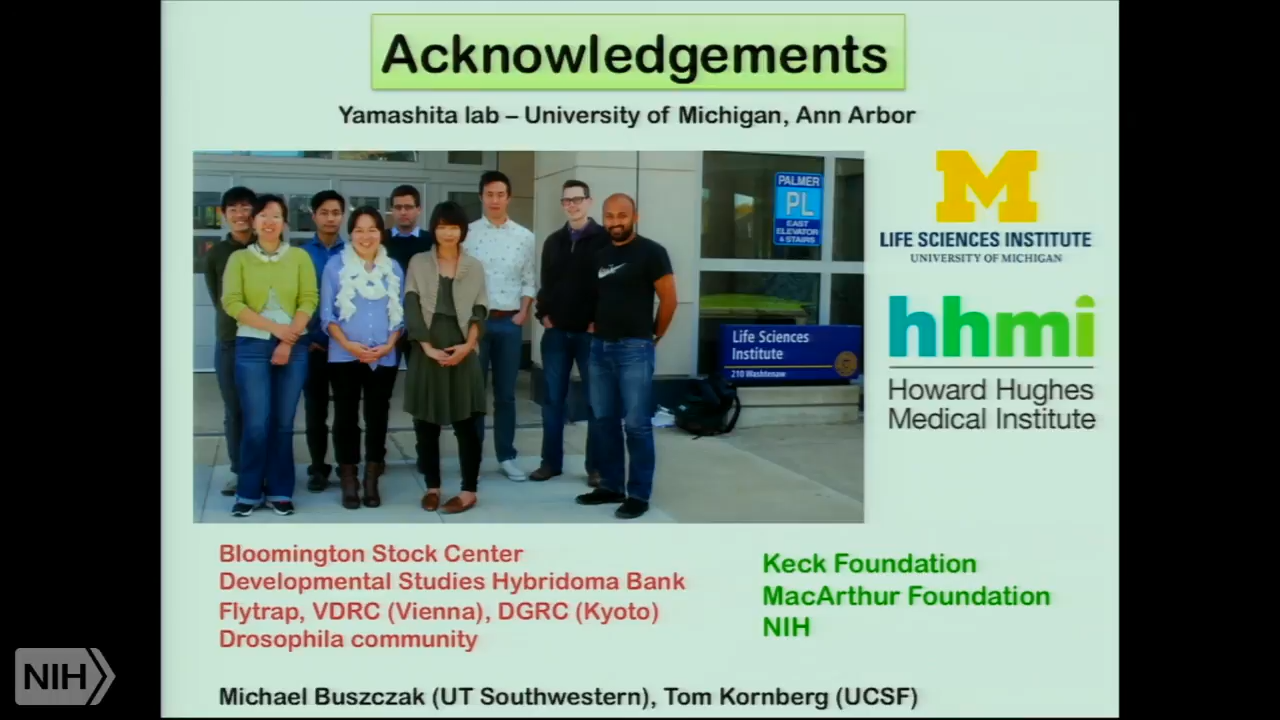 Acknowledgements
Yamashita lab – University of Michigan, Ann Arbor
PALMER
PL
EAST
ELEVATOR
& STAIRS
Life Sciences
Institute
210 Washtenaw
M
LIFE SCIENCES INSTITUTE
UNIVERSITY OF MICHIGAN
hhmi
Howard Hughes
Medical Institute
Bloomington Stock Center
Developmental Studies Hybridoma Bank
Flytrap, VDRC (Vienna), DGRC (Kyoto)
Drosophila community
Keck Foundation
MacArthur Foundation
NIH
Michael Buszczak (UT Southwestern), Tom Kornberg (UCSF)
NIH